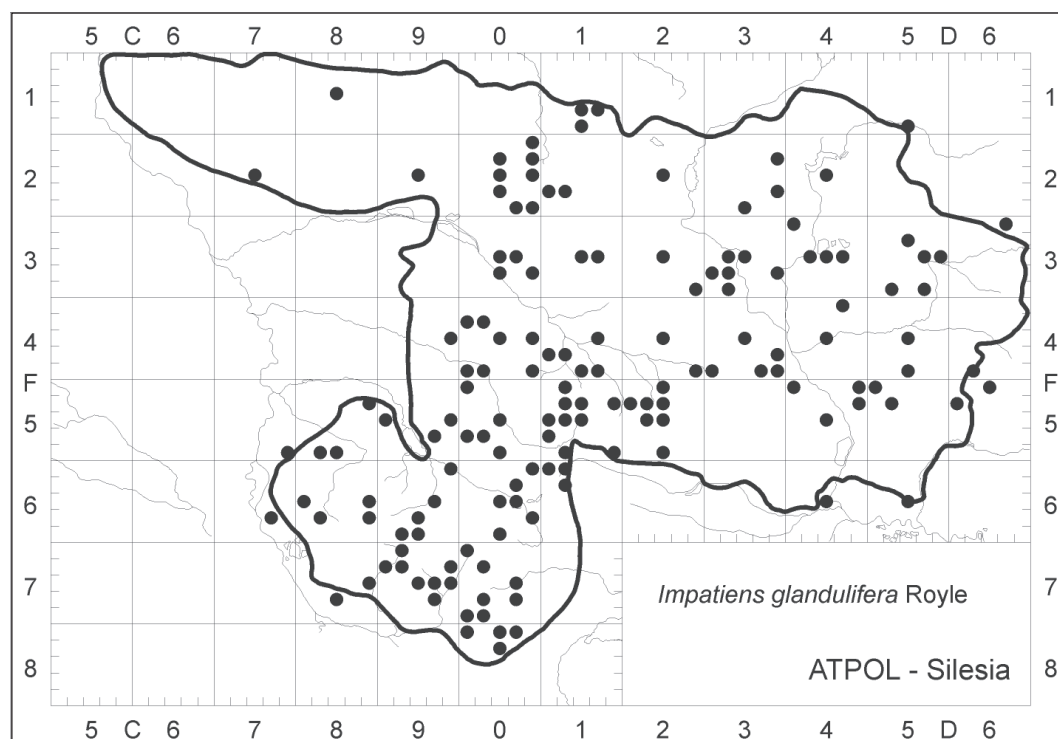 5 C 6 7 8 9 0 1 2 3 4 5 D 6
1 1
2 2
3 3
4 4
F F
5 5
6 6
7 Impatiens glandulifera Royle 7
8 ATPOL - Silesia 8
5 C 6 7 8 9 0 1 2 3 4 5 D 6